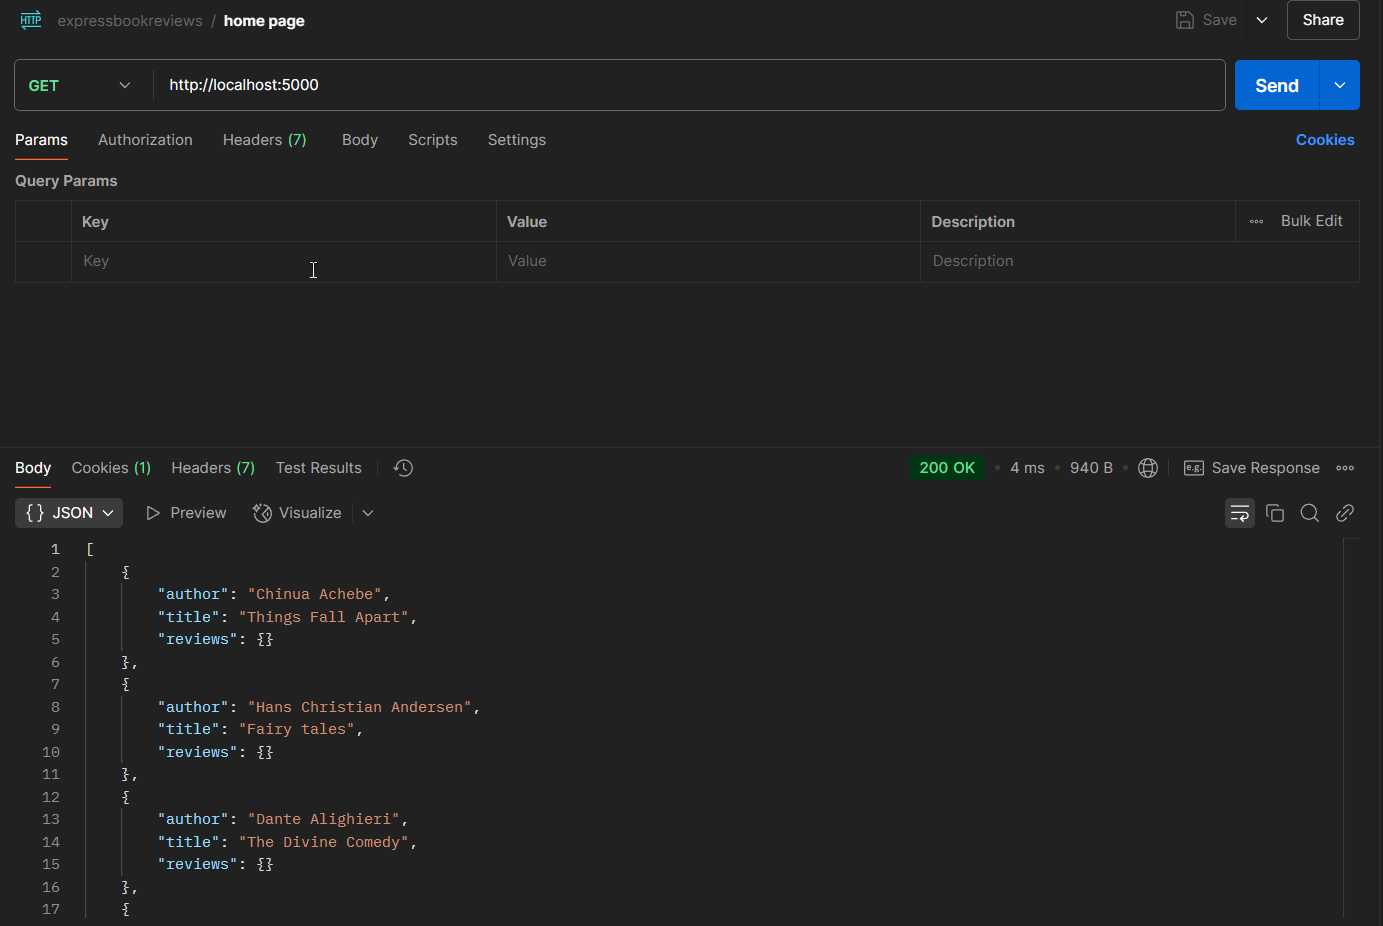 HTTP expressbookreviews / home page Save Share
GET http://localhost:5000 Send
Params Authorization Headers (7) Body Scripts Settings Cookies
Query Params
Key Value Description Bulk Edit
Key Value Description
Body Cookies (1) Headers (7) Test Results 200 OK • 4 ms • 940 B • e.g. Save Response
{} JSON Preview Visualize
1 [
2 {
3 "author": "Chinua Achebe",
4 "title": "Things Fall Apart",
5 "reviews": {}
6 },
7 {
8 "author": "Hans Christian Andersen",
9 "title": "Fairy tales",
10 "reviews": {}
11 },
12 {
13 "author": "Dante Alighieri",
14 "title": "The Divine Comedy",
15 "reviews": {}
16 },
17 {